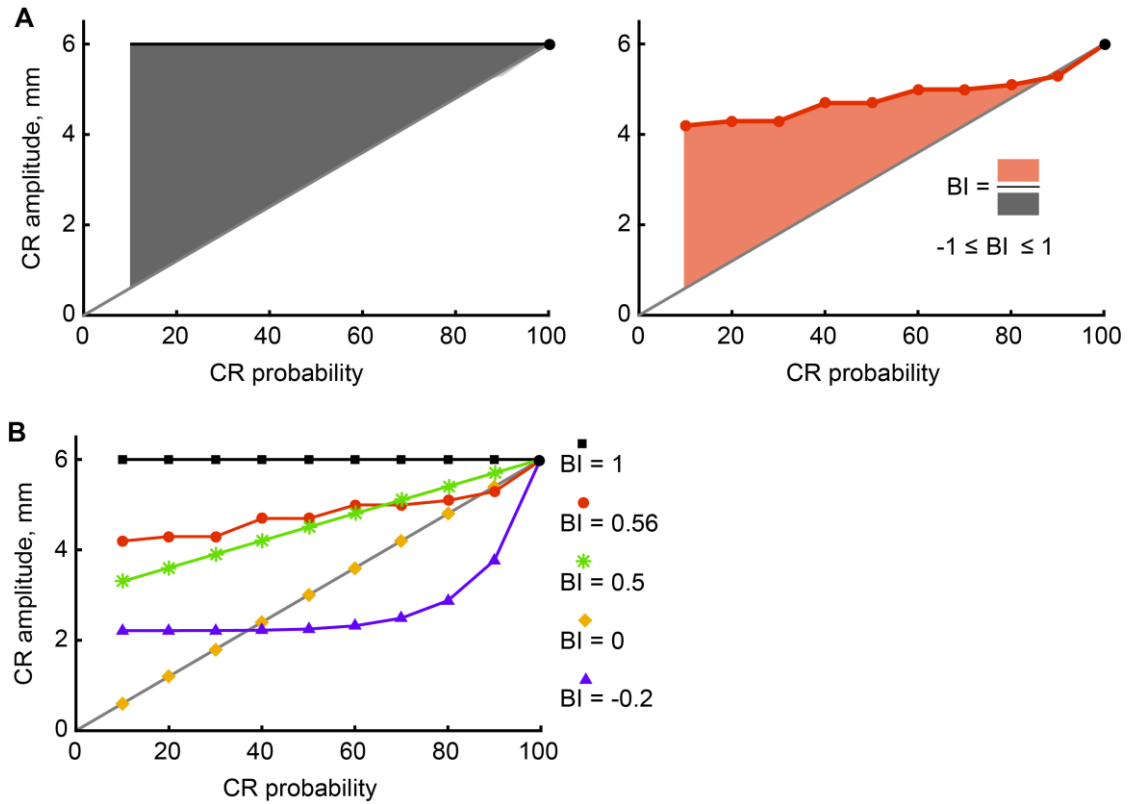 A
CR amplitude, mm
6
4
2
0
0 20 40 60 80 100
CR probability
6
4
2
0
0 20 40 60 80 100
CR probability
BI =
-1 ≤ BI ≤ 1
B
CR amplitude, mm
6
4
2
0
0 20 40 60 80 100
CR probability
BI = 1
BI = 0.56
BI = 0.5
BI = 0
BI = -0.2